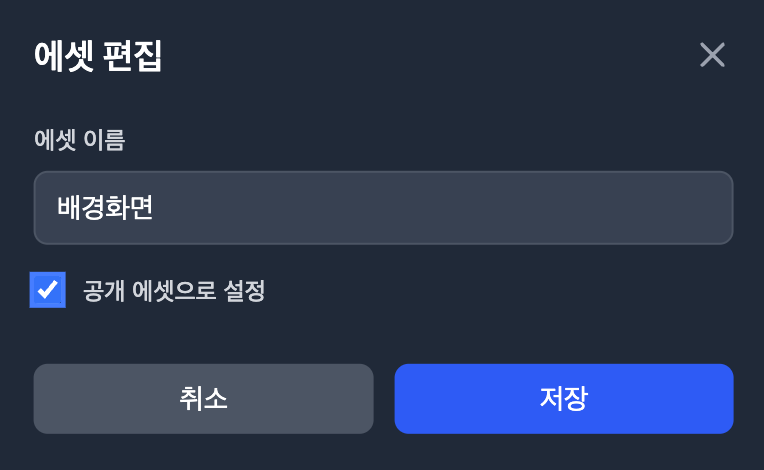 에셋 편집
에셋 이름
배경화면
공개 에셋으로 설정
취소
저장